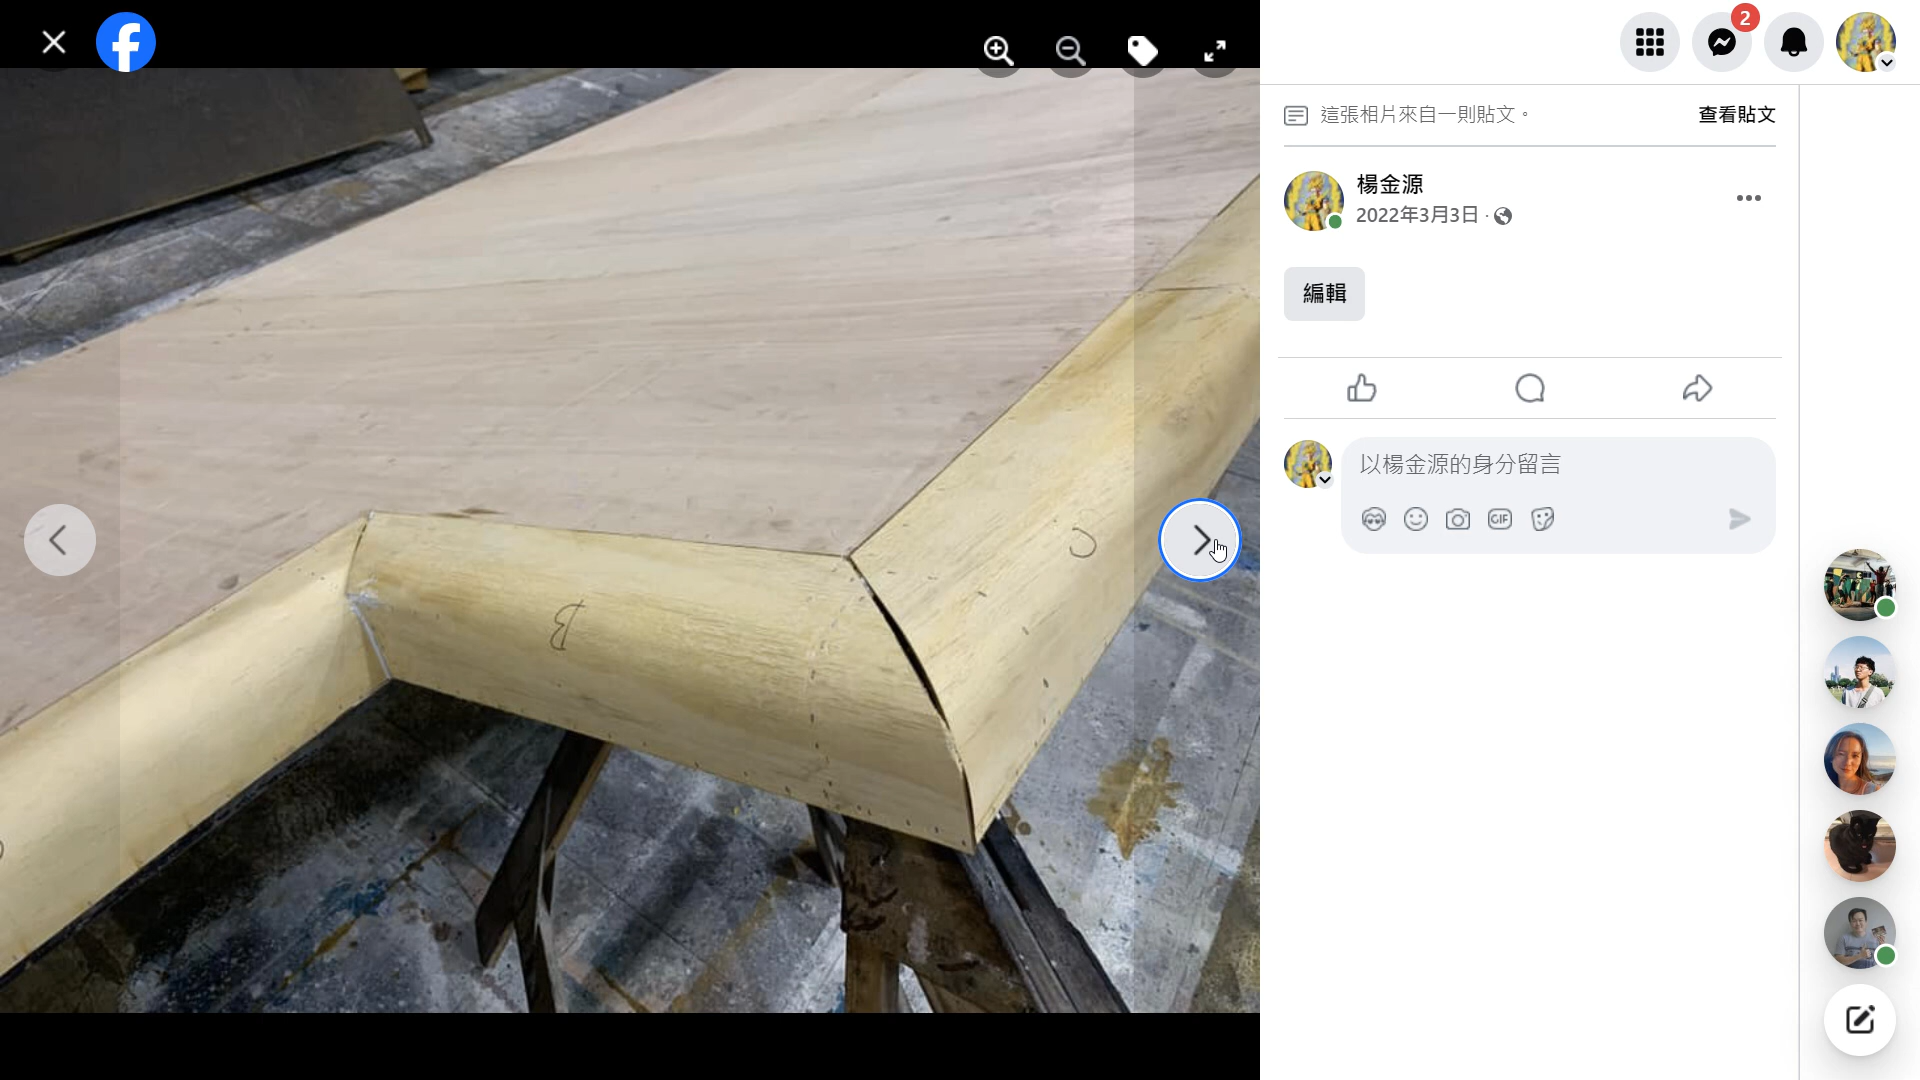 2
這張相片來自一則貼文。 查看貼文
楊金源
2022年3月3日 ·
編輯
以楊金源的身分留言
GIF
B
C